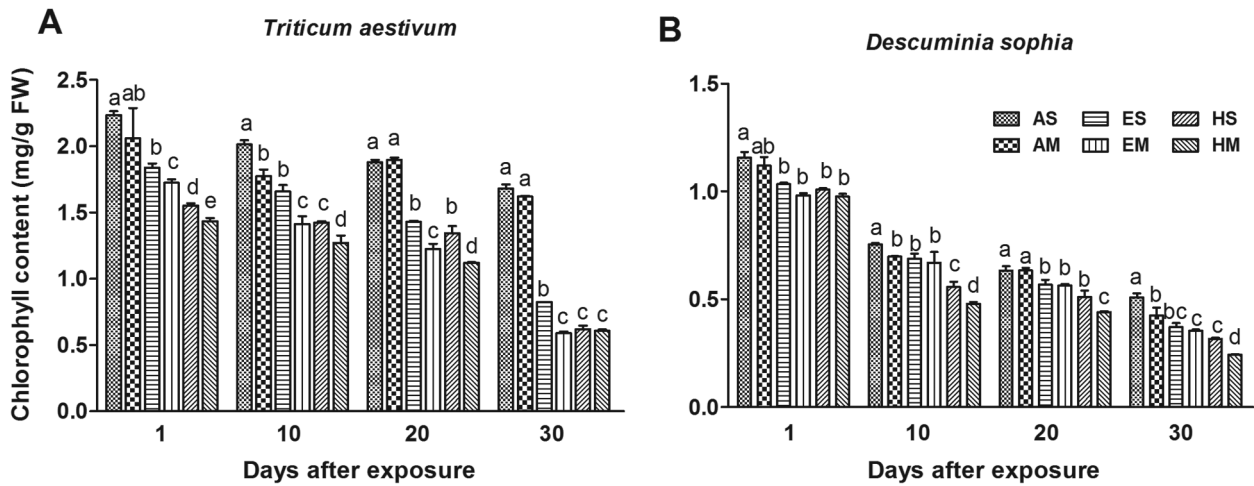 A
Triticum aestivum
Chlorophyll content (mg/g FW)
2.5
2.0
1.5
1.0
0.5
0.0
a ab b c d e
a b b c c d
a a b c b d
a a b c c c
1 10 20 30
Days after exposure
B
Descuminia sophia
1.5
1.0
0.5
0.0
AS ES HS
AM EM HM
a ab b b b b
a b b b c d
a a b b b c
a b bc c c d
1 10 20 30
Days after exposure